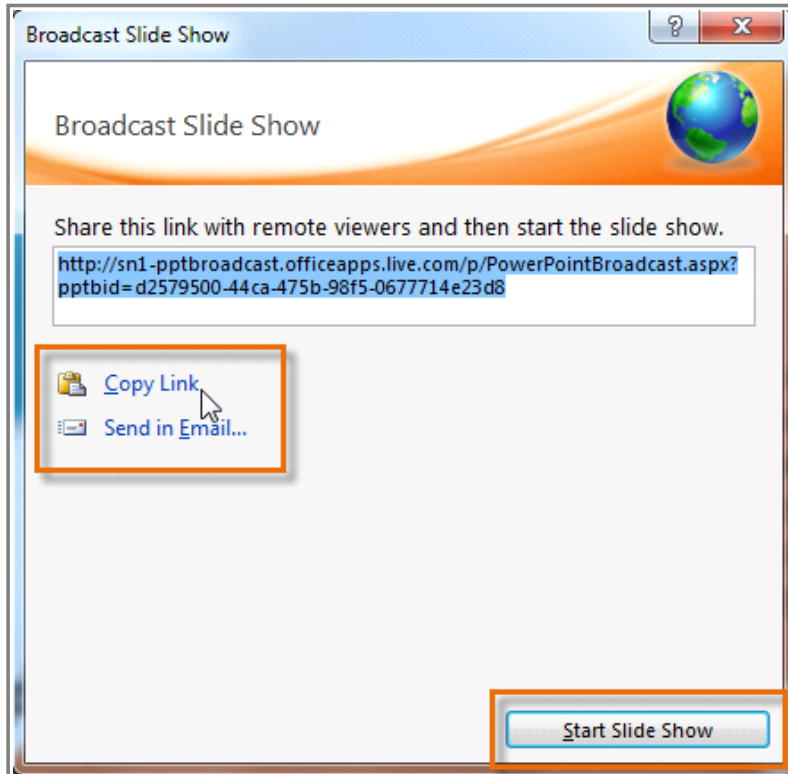 Broadcast Slide Show
Broadcast Slide Show
Share this link with remote viewers and then start the slide show.
http://sn1-pptbroadcast.officeapps.live.com/p/PowerPointBroadcast.aspx?
pptbid=d2579500-44ca-475b-98f5-0677714e23d8
Copy Link
Send in Email...
Start Slide Show